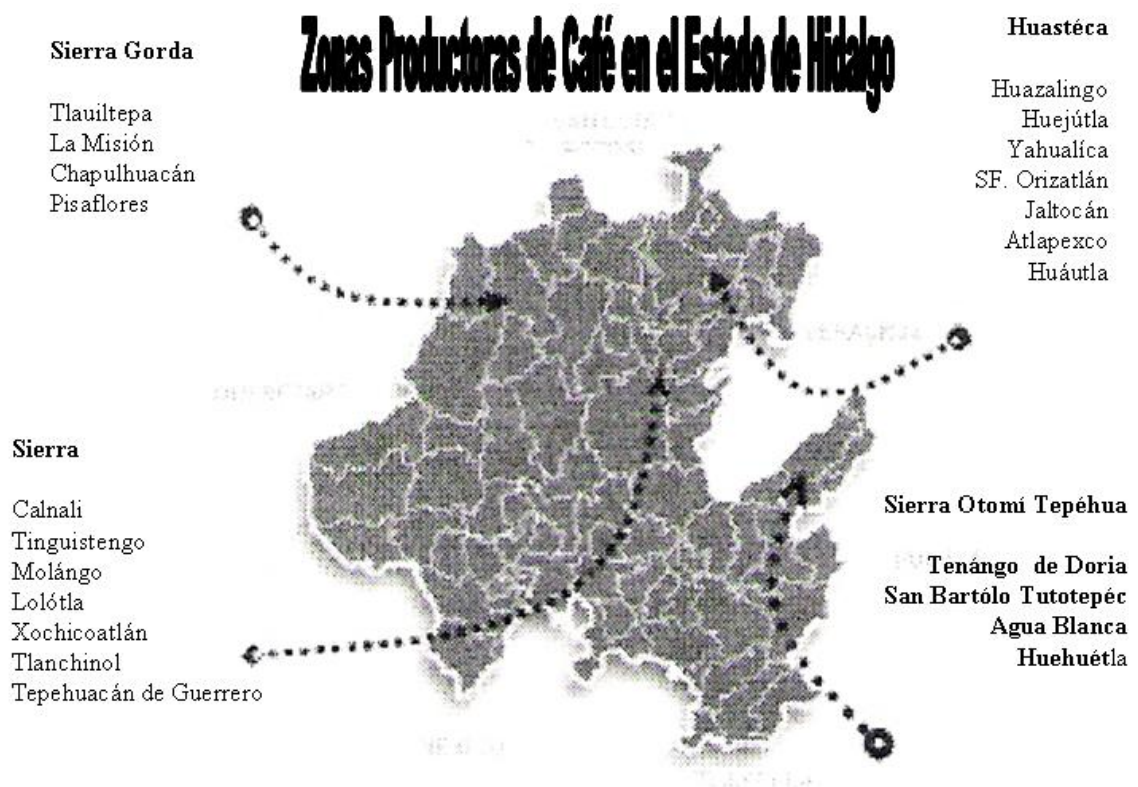 Zonas Productoras de Café en el Estado de Hidalgo
Sierra Gorda
Tlauiltepa
La Misión
Chapulhuacán
Pisaflores
Huastéca
Huazalingo
Huejútla
Yahualíca
SF. Orizatlán
Jaltocán
Atlapexco
Huáutla
Sierra
Calnali
Tinguistengo
Molángo
Lolótla
Xochicoatlán
Tlanchinol
Tepehuacán de Guerrero
Sierra Otomí Tepéhua
Tenángo de Doria
San Bartólo Tutotepéc
Agua Blanca
Huehuétla